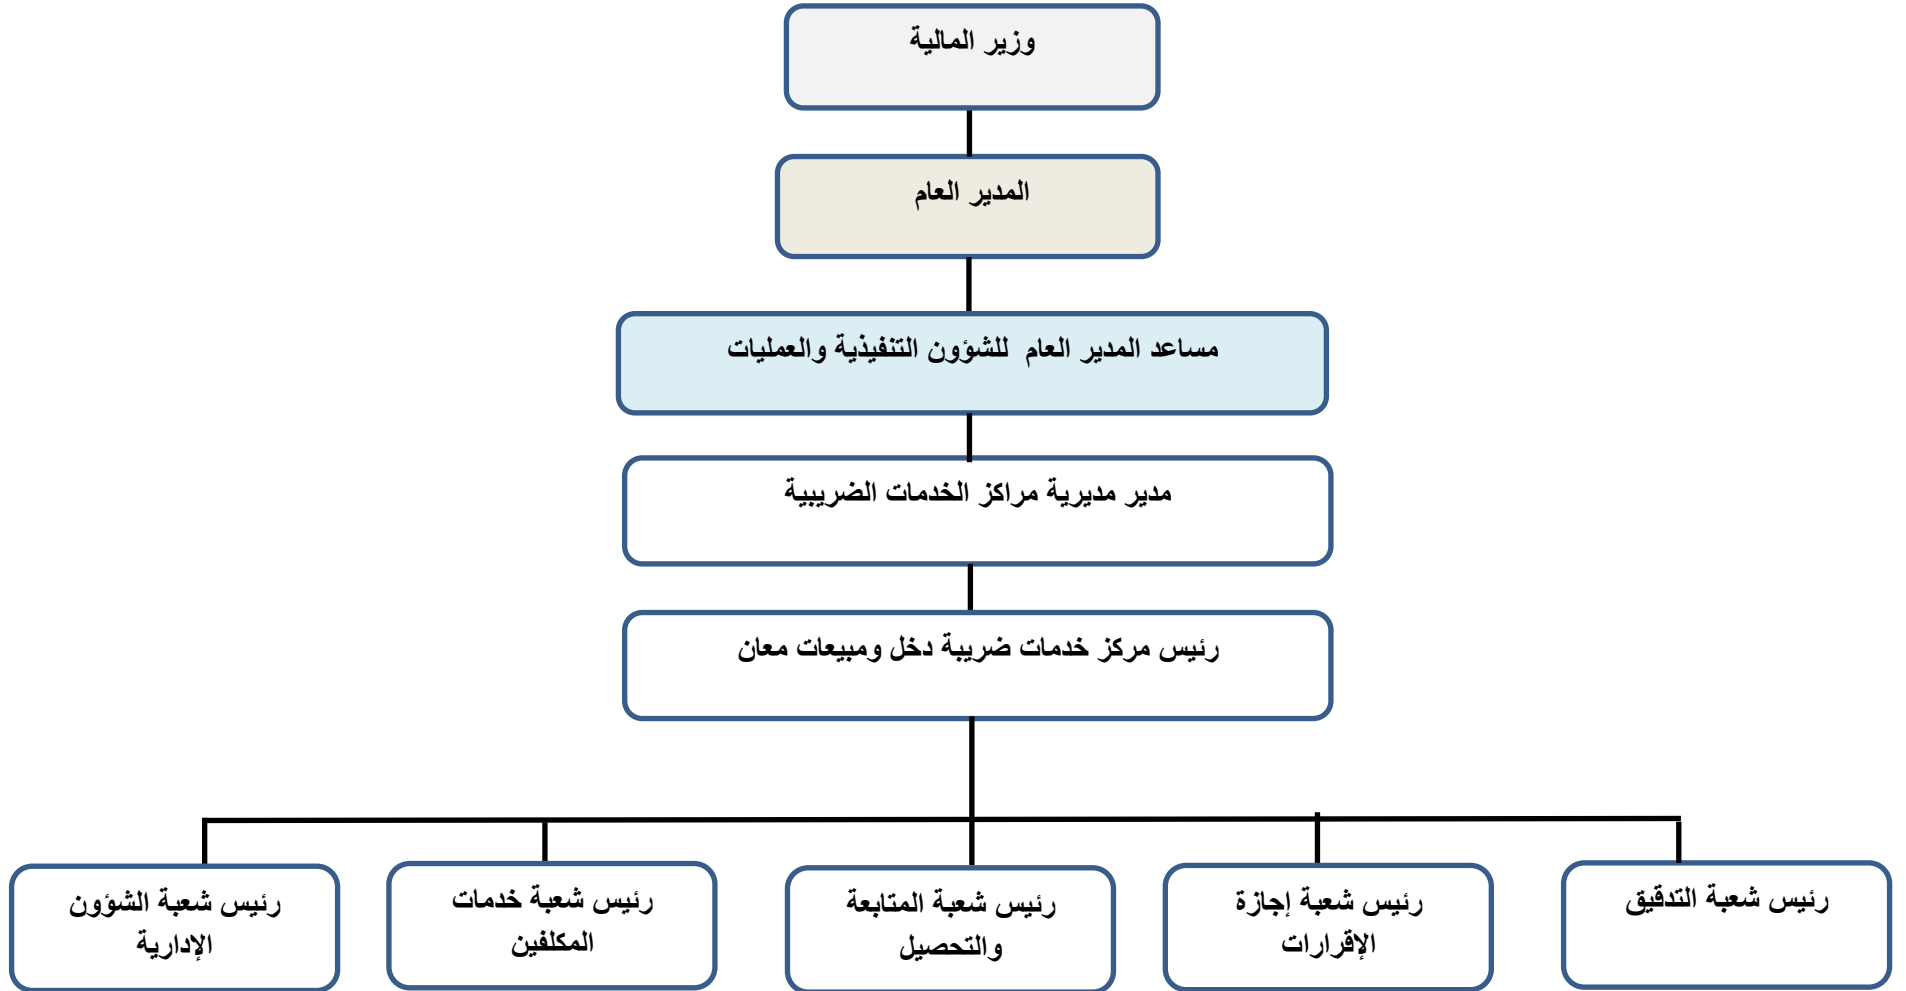 وزير المالية
المدير العام
مساعد المدير العام للشؤون التنفيذية والعمليات
مدير مديرية مراكز الخدمات الضريبية
رئيس مركز خدمات ضريبة دخل ومبيعات معان
رئيس شعبة التدقيق
رئيس شعبة إجازة
الإقرارات
رئيس شعبة المتابعة
والتحصيل
رئيس شعبة خدمات
المكلفين
رئيس شعبة الشؤون
الإدارية